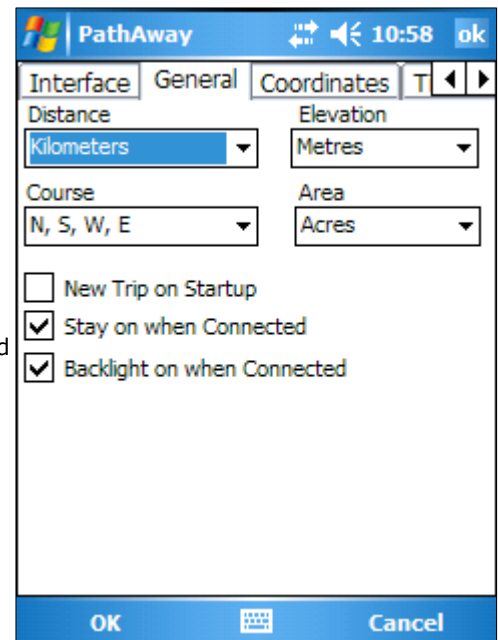 PathAway 10:58 ok
Interface General Coordinates T
Distance Elevation
Kilometers Metres
Course Area
N, S, W, E Acres
New Trip on Startup
Stay on when Connected
d
Backlight on when Connected
OK Cancel